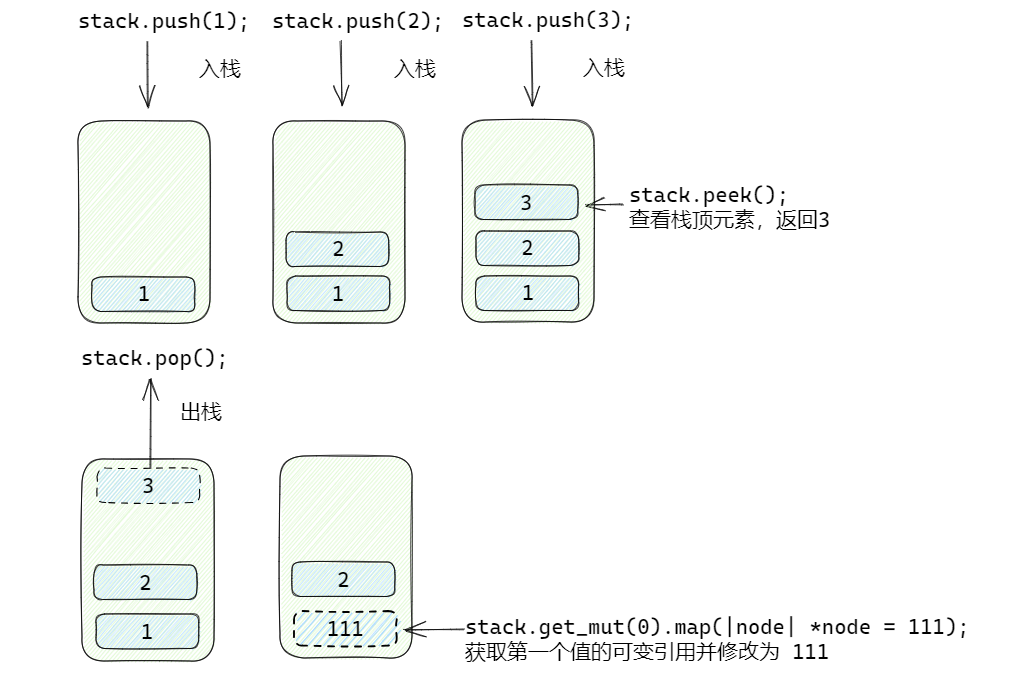 stack.push(1);
stack.push(2);
stack.push(3);
入栈
入栈
入栈
1
2
1
3
2
1
stack.peek();
查看栈顶元素，返回3
stack.pop();
出栈
3
2
1
2
111
stack.get_mut(0).map(|node| *node = 111);
获取第一个值的可变引用并修改为 111